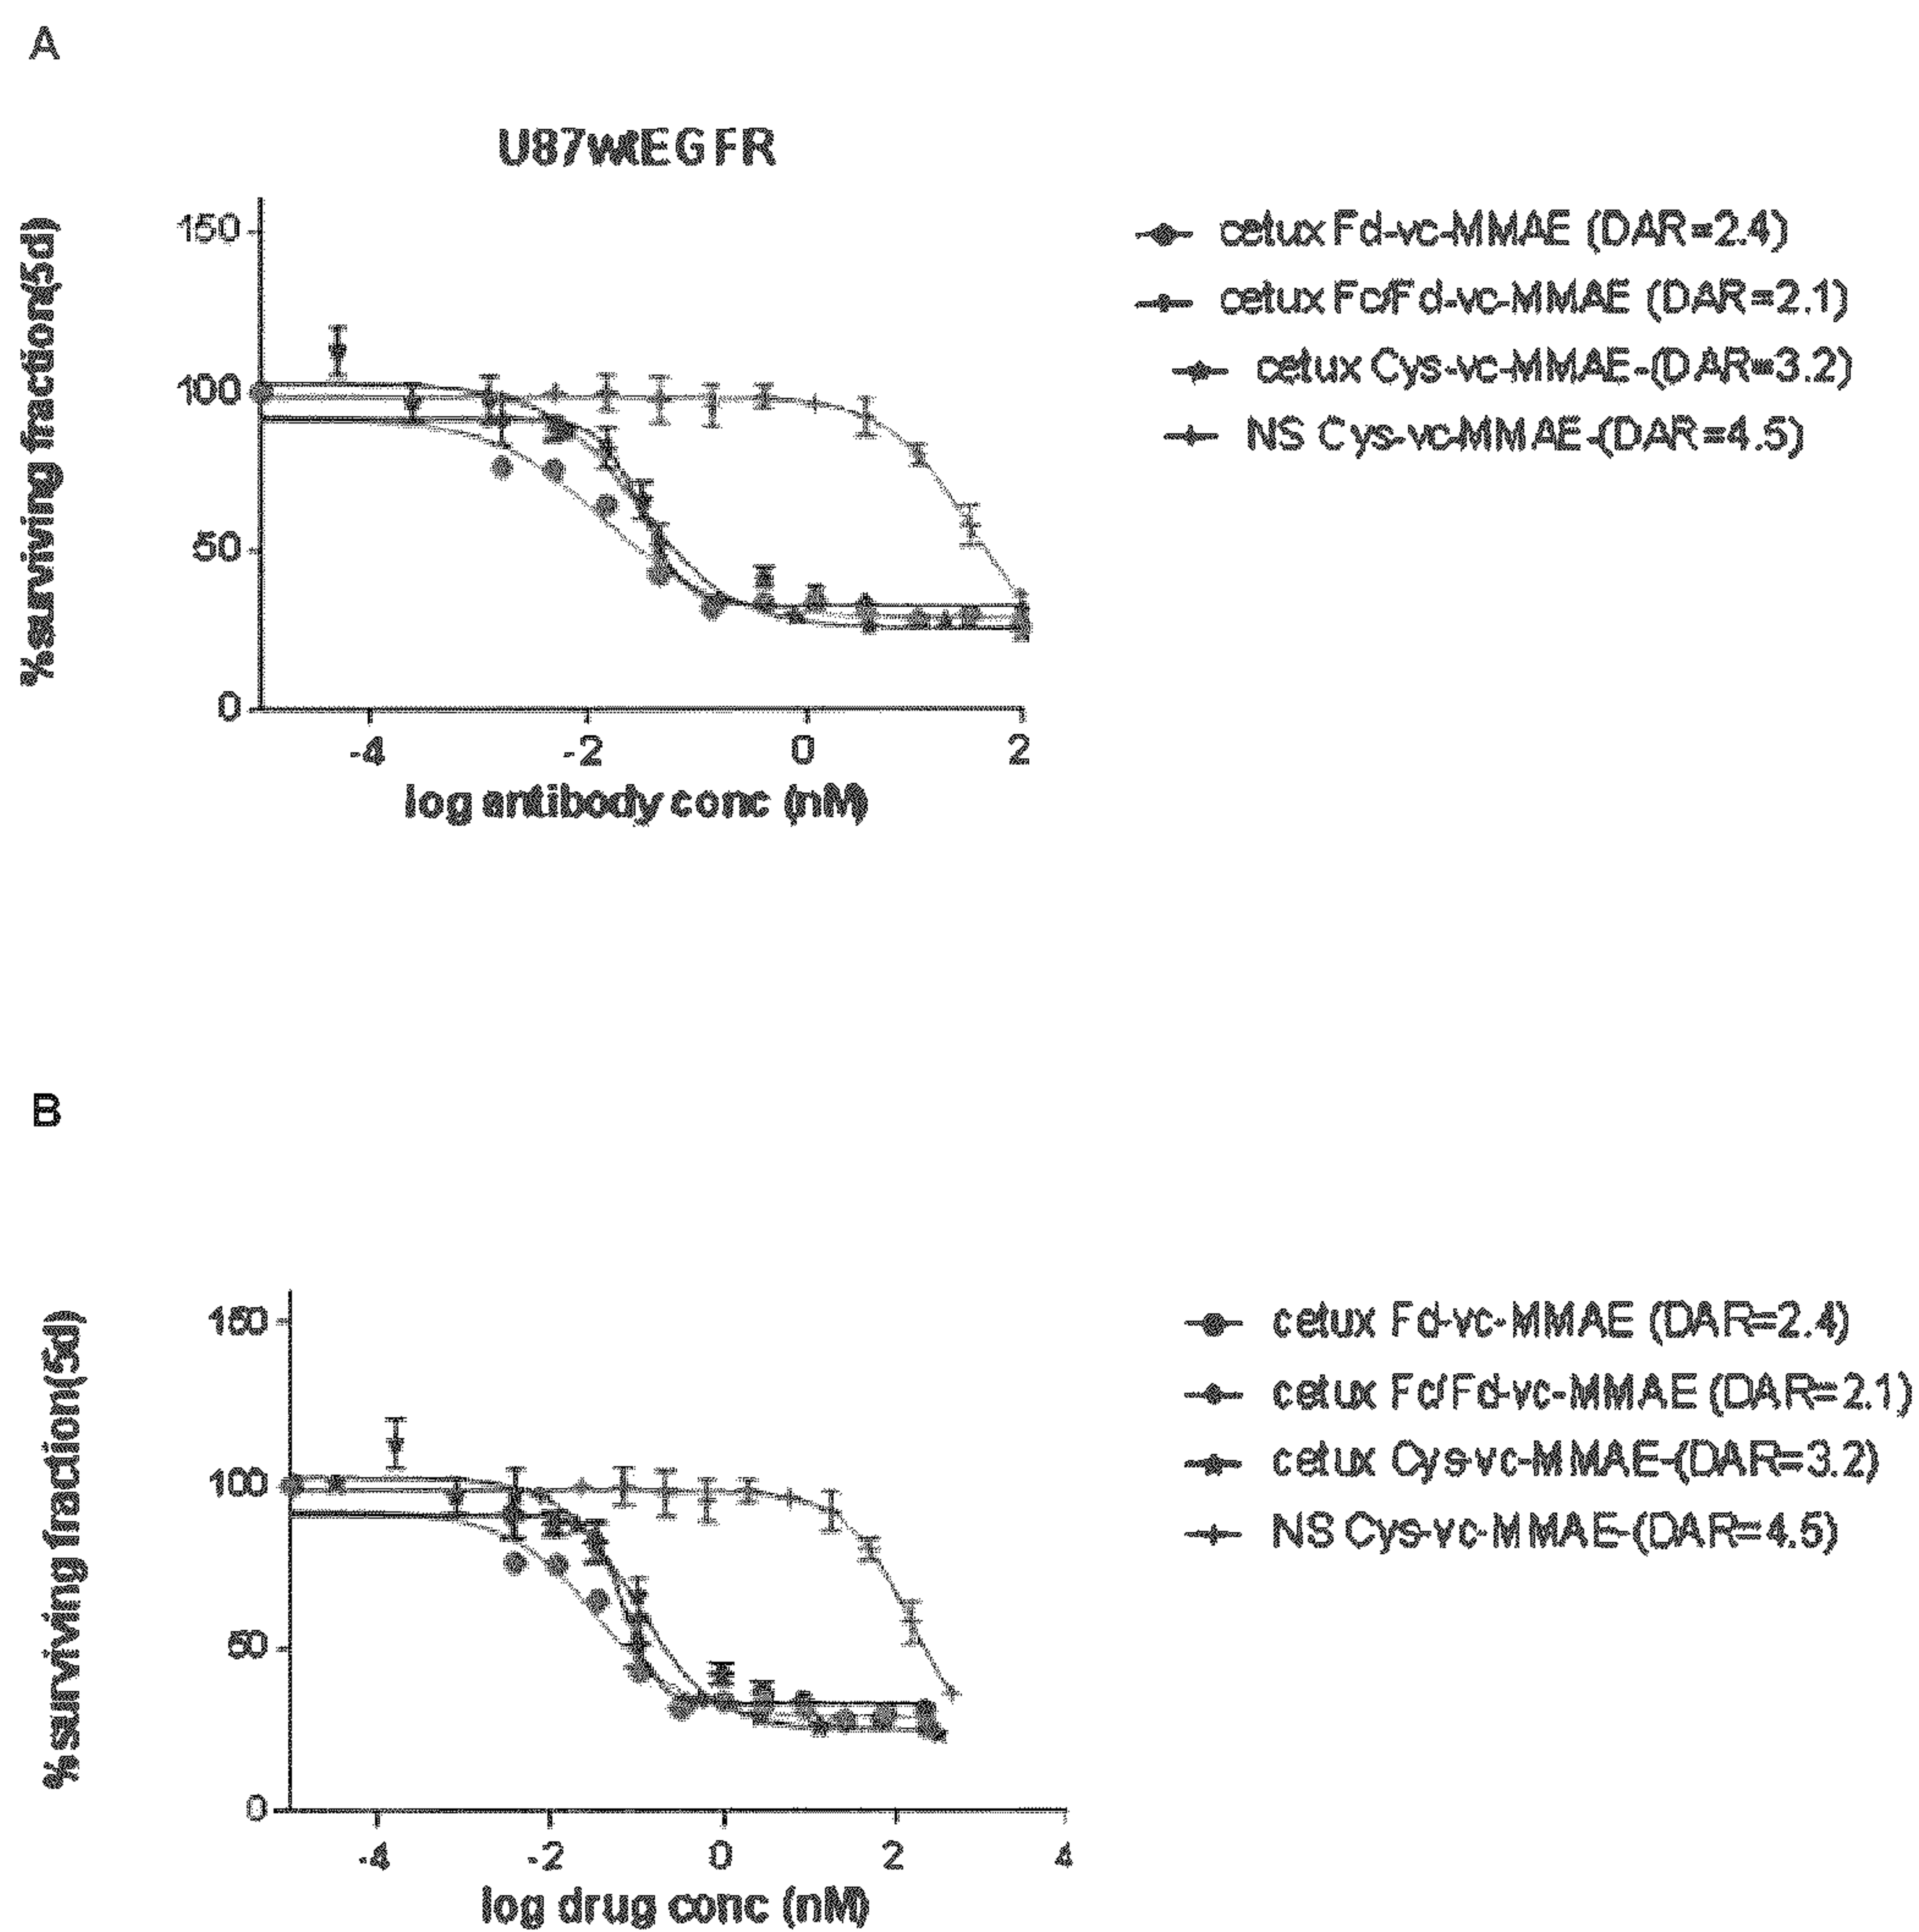 A
U87wtEGFR
%surviving fraction(5d)
150
100
50
0
-4 -2 0 2
log antibody conc (nM)
cetux Fd-vc-MMAE (DAR=2.4)
cetux Fc/Fd-vc-MMAE (DAR=2.1)
cetux Cys-vc-MMAE-(DAR=3.2)
NS Cys-vc-MMAE-(DAR=4.5)
B
%surviving fraction(5d)
150
100
50
0
-4 -2 0 2 4
log drug conc (nM)
cetux Fd-vc-MMAE (DAR=2.4)
cetux Fc/Fd-vc-MMAE (DAR=2.1)
cetux Cys-vc-MMAE-(DAR=3.2)
NS Cys-vc-MMAE-(DAR=4.5)